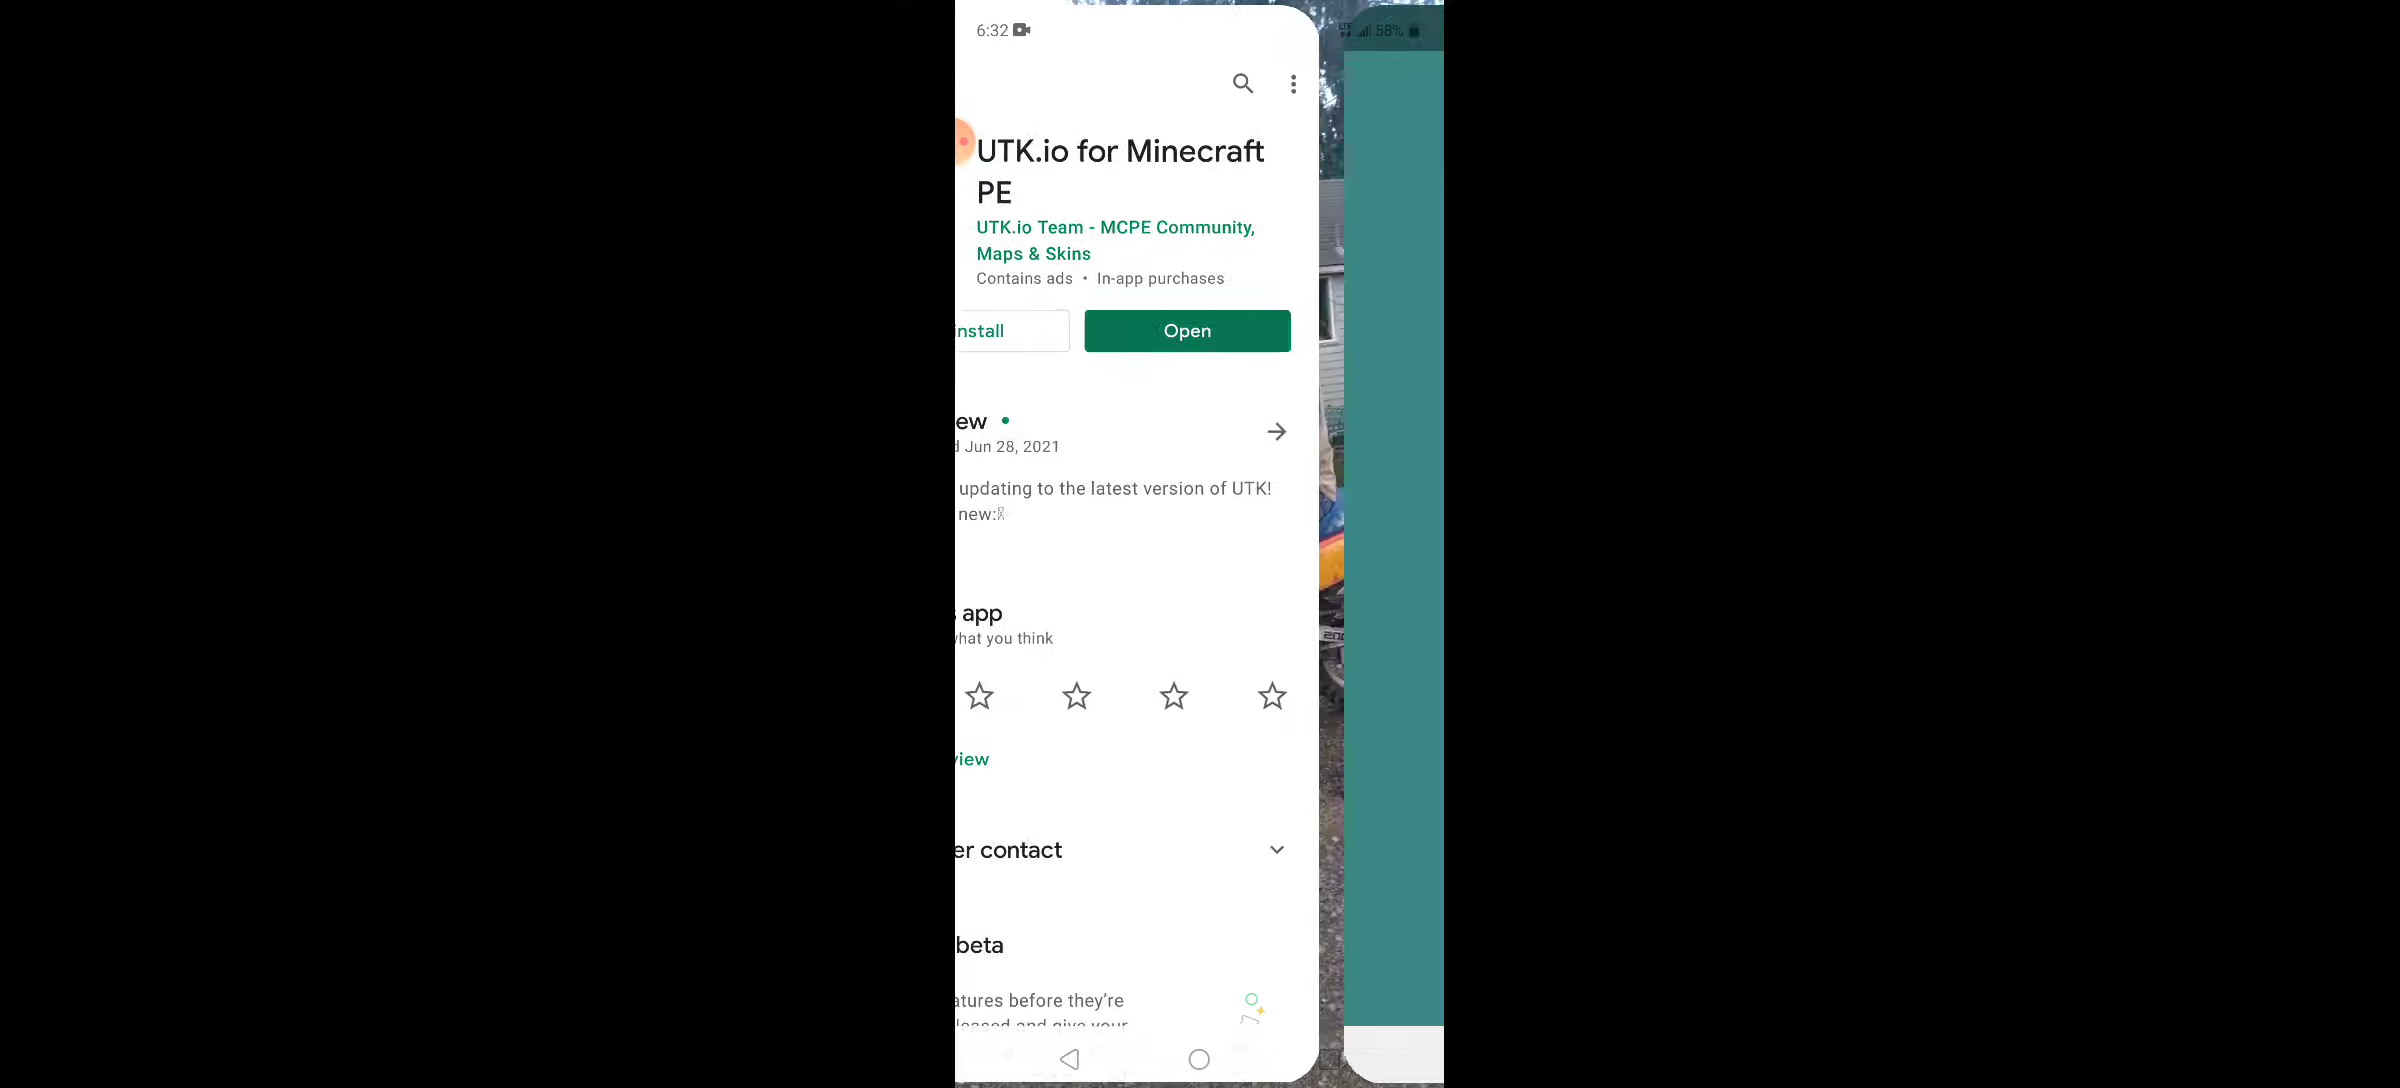 6:32
58%
UTK.io for Minecraft
PE
UTK.io Team - MCPE Community,
Maps & Skins
Contains ads • In-app purchases
install
Open
ew
d Jun 28, 2021
updating to the latest version of UTK!
new:
s app
what you think
view
er contact
beta
atures before they're
leased and give your